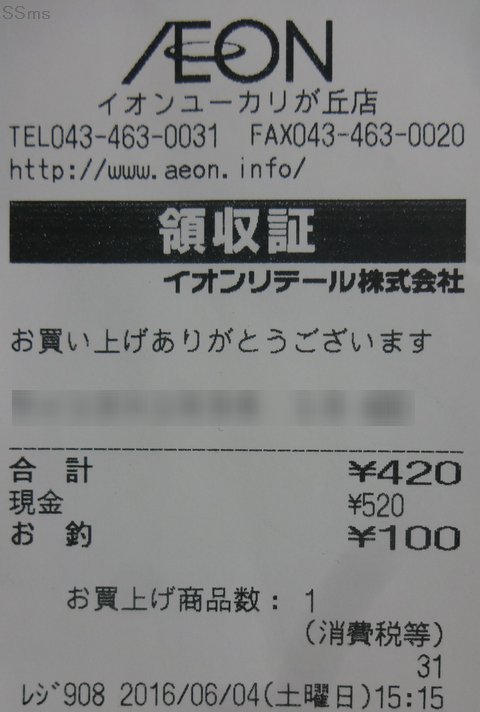 SSms
ÆON
イオンユーカリが丘店
TEL043-463-0031 FAX043-463-0020
http://www.aeon.info/
領収証
イオンリテール株式会社
お買い上げありがとうございます
合計 ¥420
現金 ¥520
お釣 ¥100
お買上げ商品数: 1
(消費税等)
31
レジ908 2016/06/04(土曜日)15:15